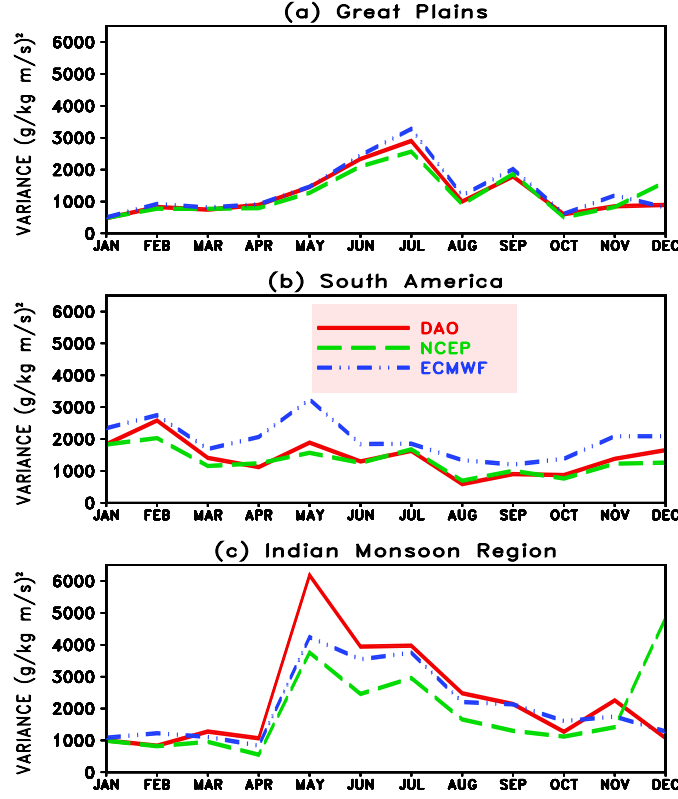 (a) Great Plains
VARIANCE (g/kg m/s)²
6000
5000
4000
3000
2000
1000
0
JAN FEB MAR APR MAY JUN JUL AUG SEP OCT NOV DEC
(b) South America
VARIANCE (g/kg m/s)²
6000
5000
4000
3000
2000
1000
0
DAO
NCEP
ECMWF
JAN FEB MAR APR MAY JUN JUL AUG SEP OCT NOV DEC
(c) Indian Monsoon Region
VARIANCE (g/kg m/s)²
6000
5000
4000
3000
2000
1000
0
JAN FEB MAR APR MAY JUN JUL AUG SEP OCT NOV DEC